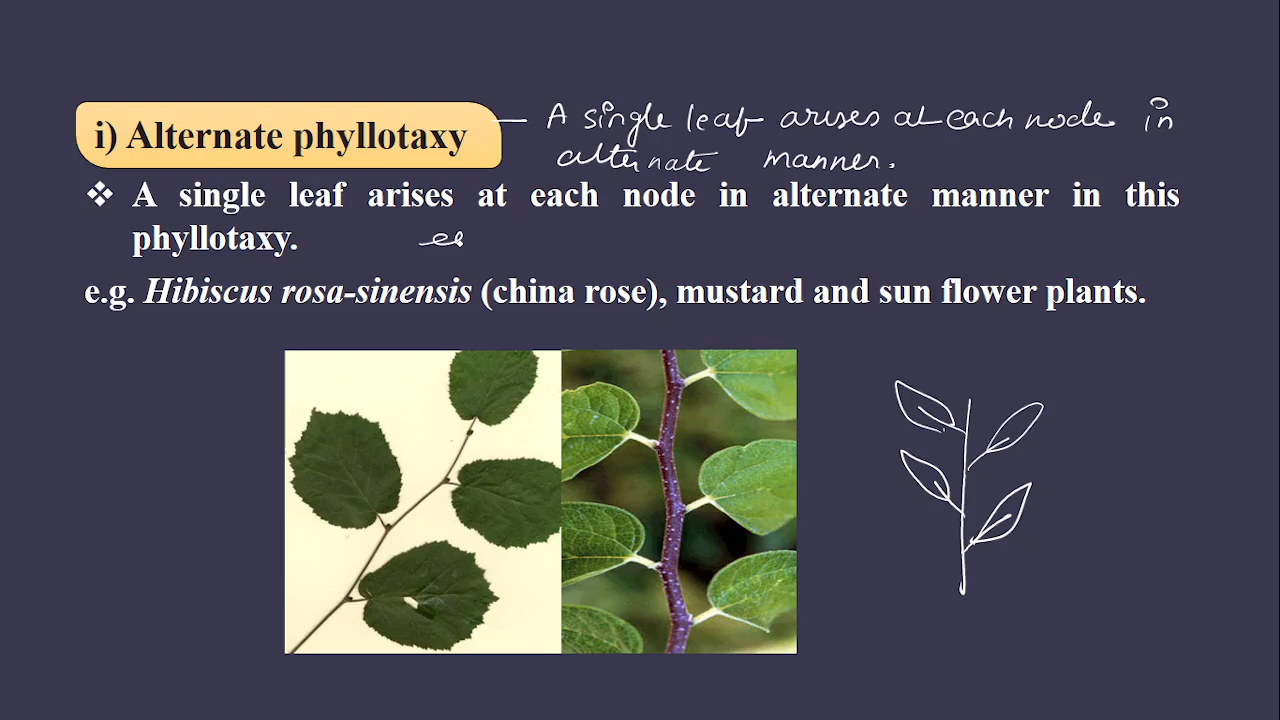 i) Alternate phyllotaxy — A single leaf arises at each node in
alternate manner.
❖ A single leaf arises at each node in alternate manner in this
phyllotaxy.
e.g. Hibiscus rosa-sinensis (china rose), mustard and sun flower plants.